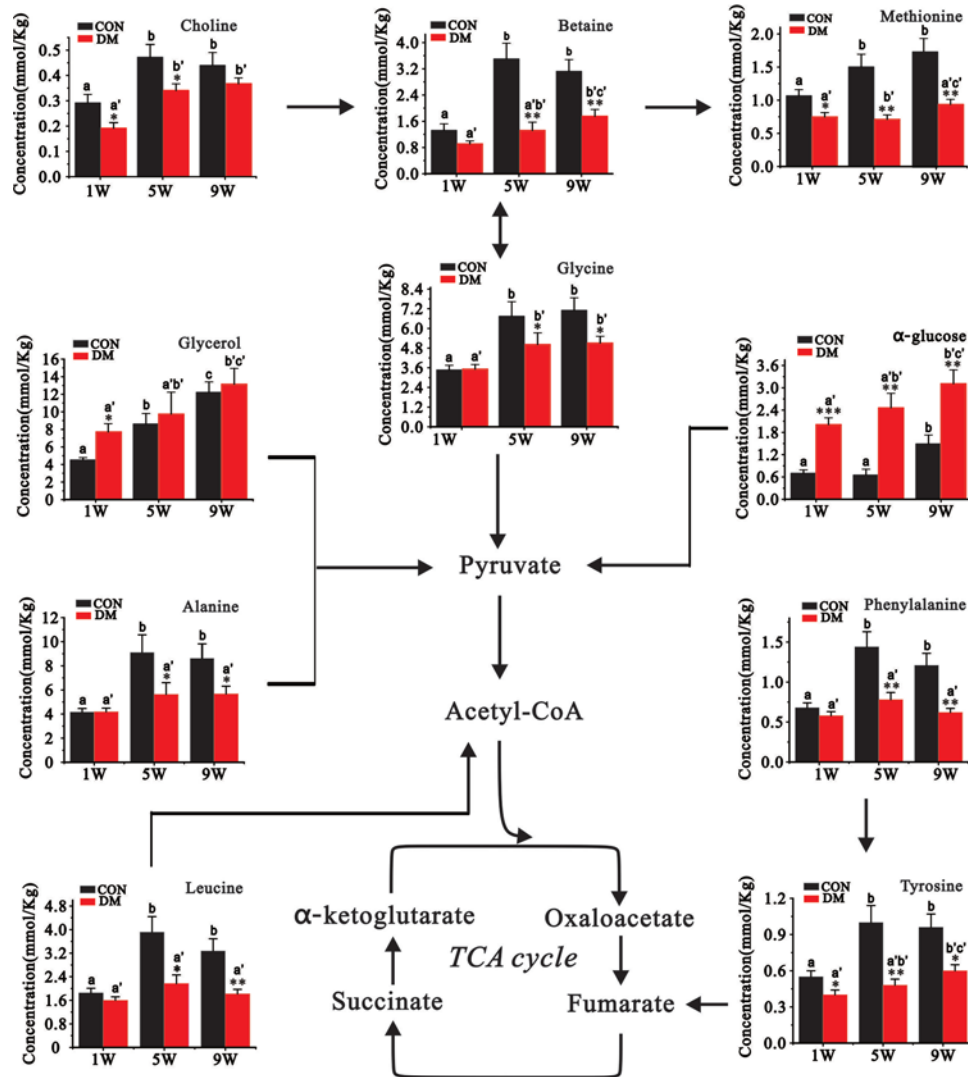 CON
DM
Choline
Concentration(mmol/Kg)
0.5
0.4
0.3
0.2
0.1
0.0
a
a'
*
b
b'
*
b
b'
1W 5W 9W
CON
DM
Betaine
Concentration(mmol/Kg)
4.0
3.2
2.4
1.6
0.8
0.0
a
a'
b
a'b'
**
b
b'c'
**
1W 5W 9W
CON
DM
Methionine
Concentration(mmol/Kg)
2.0
1.5
1.0
0.5
0.0
a
a'
*
b
b'
**
b
a'c'
**
1W 5W 9W
CON
DM
Glycine
Concentration(mmol/Kg)
8.4
7.2
6.0
4.8
3.6
2.4
1.2
0.0
a
a'
b
b'
*
b
b'
*
1W 5W 9W
CON
DM
Glycerol
Concentration(mmol/Kg)
16
14
12
10
8
6
4
2
0
a
a'
*
b
a'b'
c
b'c'
1W 5W 9W
CON
DM
α-glucose
Concentration(mmol/Kg)
3.6
3.0
2.4
1.8
1.2
0.6
0.0
a
a'
***
a
a'b'
**
b
b'c'
**
1W 5W 9W
Pyruvate
CON
DM
Alanine
Concentration(mmol/Kg)
12
10
8
6
4
2
0
a
a'
b
a'
*
b
a'
*
1W 5W 9W
CON
DM
Phenylalanine
Concentration(mmol/Kg)
1.5
1.0
0.5
0.0
a
a'
b
a'
**
b
a'
**
1W 5W 9W
Acetyl-CoA
CON
DM
Leucine
Concentration(mmol/Kg)
4.8
4.0
3.2
2.4
1.6
0.8
0
a
a'
b
a'
*
b
a'
**
1W 5W 9W
α-ketoglutarate
Oxaloacetate
TCA cycle
Succinate
Fumarate
CON
DM
Tyrosine
Concentration(mmol/Kg)
1.2
0.9
0.6
0.3
0.0
a
a'
*
b
a'b'
**
b
b'c'
*
1W 5W 9W